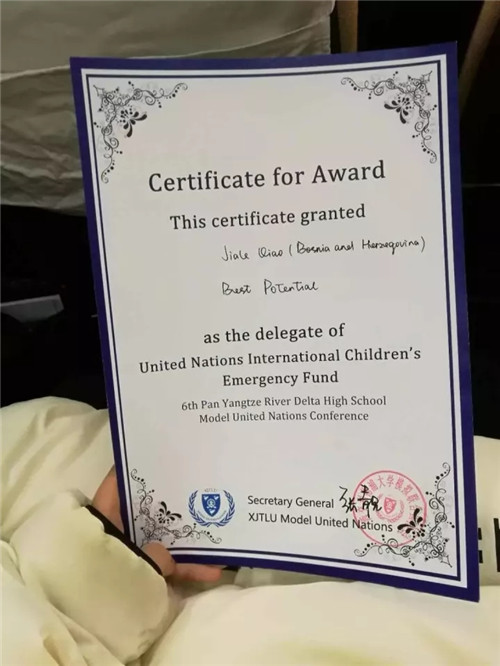 Certificate for Award
This certificate granted
Jiale Qiao (Bosnia and Herzegovina)
Best Potential
as the delegate of
United Nations International Children's
Emergency Fund
6th Pan Yangtze River Delta High School
Model United Nations Conference
XJTLU
Secretary General
XJTLU Model United Nations